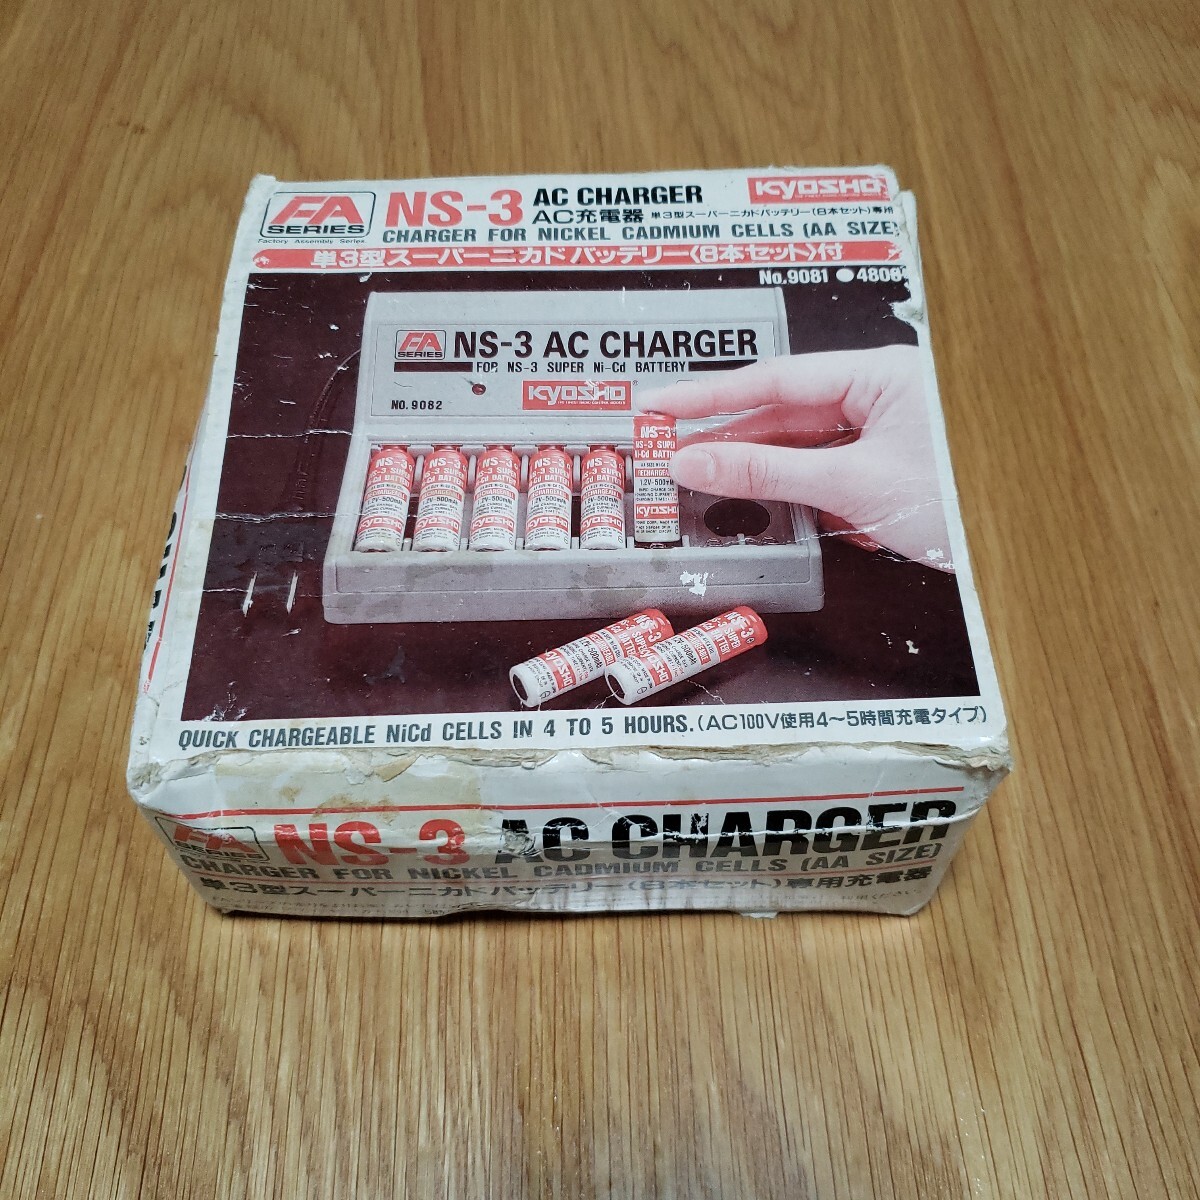 FA
SERIES
Factory Assembly Series
NS-3 AC CHARGER
AC充電器 単3型スーパーニカドバッテリー(8本セット)専用
KYOSHO
CHARGER FOR NICKEL CADMIUM CELLS (AA SIZE)
単3型スーパーニカドバッテリー〈8本セット〉付
No.9081 ●4800
FA
SERIES
NS-3 AC CHARGER
FOR NS-3 SUPER Ni-Cd BATTERY
KYOSHO
NO. 9082
NS-3
NS-3 SUPER
Ni-Cd BATTERY
RECHARGEABLE
1.2V-500mA
KYOSHO
QUICK CHARGEABLE NiCd CELLS IN 4 TO 5 HOURS.(AC100V使用4〜5時間充電タイプ)
FA
SERIES
NS-3 AC CHARGER
CHARGER FOR NICKEL CADMIUM CELLS (AA SIZE)
単3型スーパーニカドバッテリー〈8本セット〉専用充電器